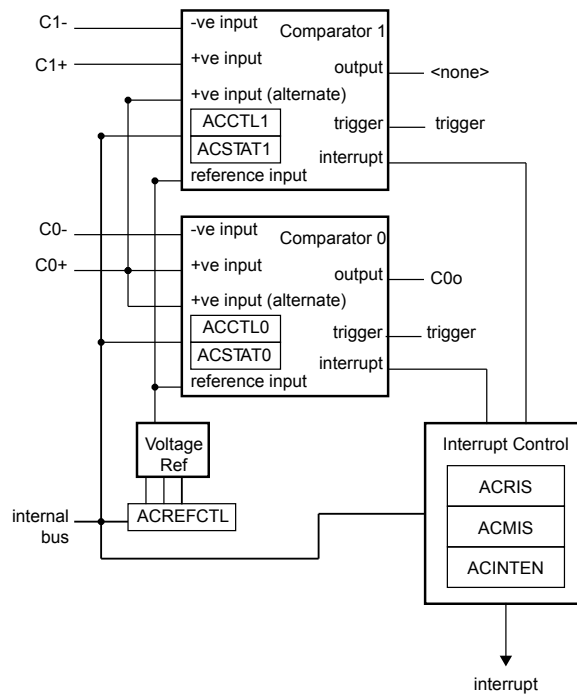 C1-
-ve input
Comparator 1
C1+
+ve input
output
<none>
+ve input (alternate)
ACCTL1
trigger
trigger
ACSTAT1
interrupt
reference input
C0-
-ve input
Comparator 0
C0+
+ve input
output
C0o
+ve input (alternate)
ACCTL0
trigger
trigger
ACSTAT0
interrupt
reference input
Voltage
Ref
internal
bus
ACREFCTL
Interrupt Control
ACRIS
ACMIS
ACINTEN
interrupt